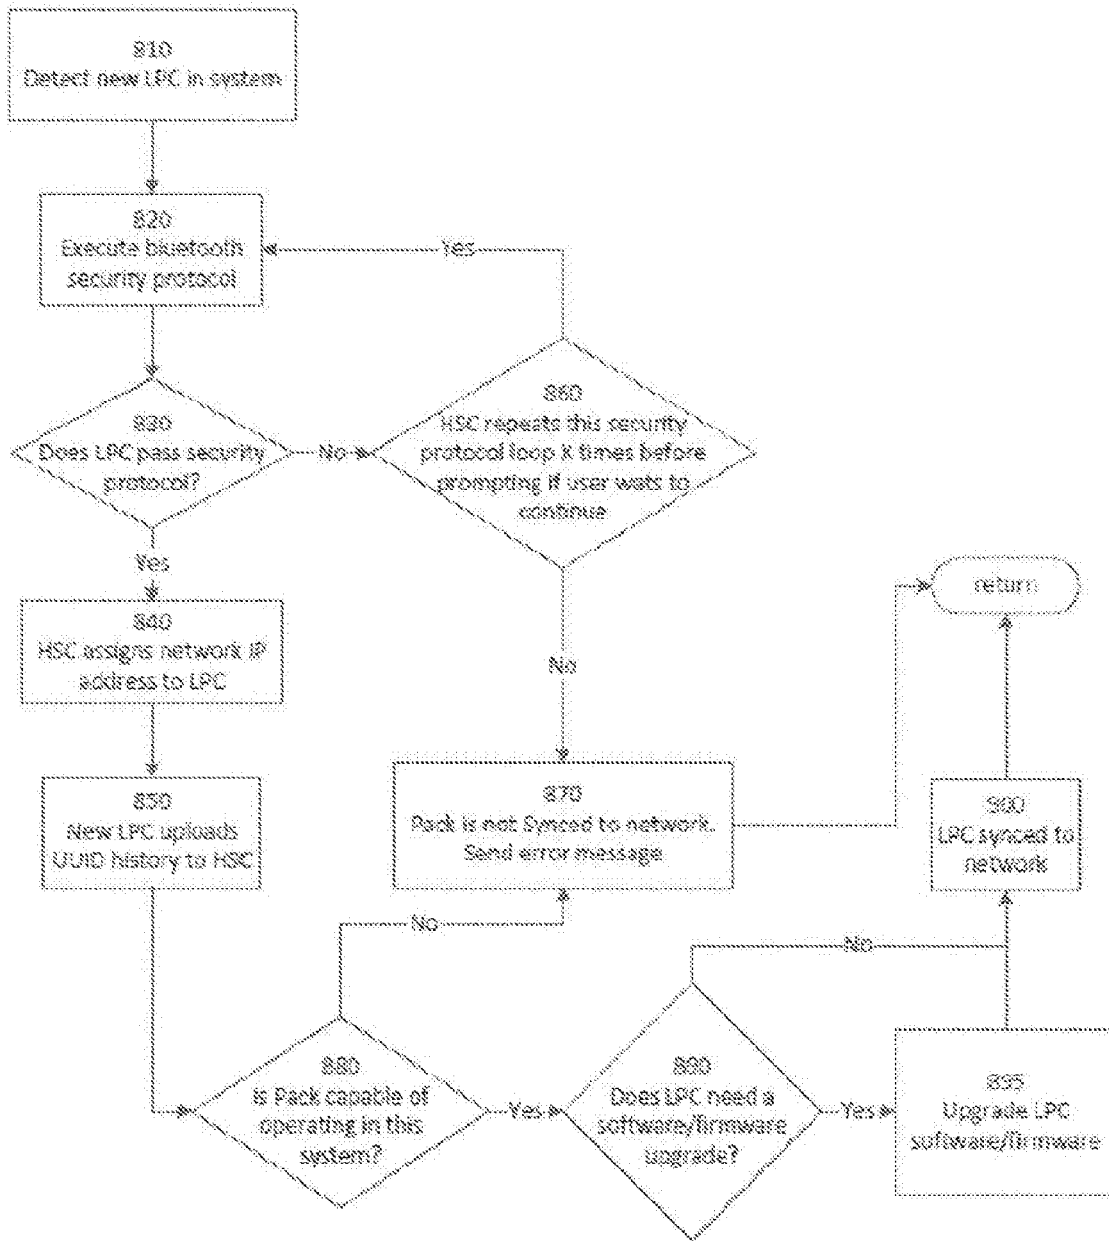 810
Detect new LPC in system
820
Execute bluetooth
security protocol
Yes
830
Does LPC pass security
protocol?
No
860
HSC repeats this security
protocol loop X times before
prompting if user wats to
continue
Yes
840
HSC assigns network IP
address to LPC
No
return
850
New LPC uploads
UUID history to HSC
870
Pack is not Synced to network.
Send error message
900
LPC synced to
network
No
No
880
Is Pack capable of
operating in this
system?
Yes
890
Does LPC need a
software/firmware
upgrade?
Yes
895
Upgrade LPC
software/firmware